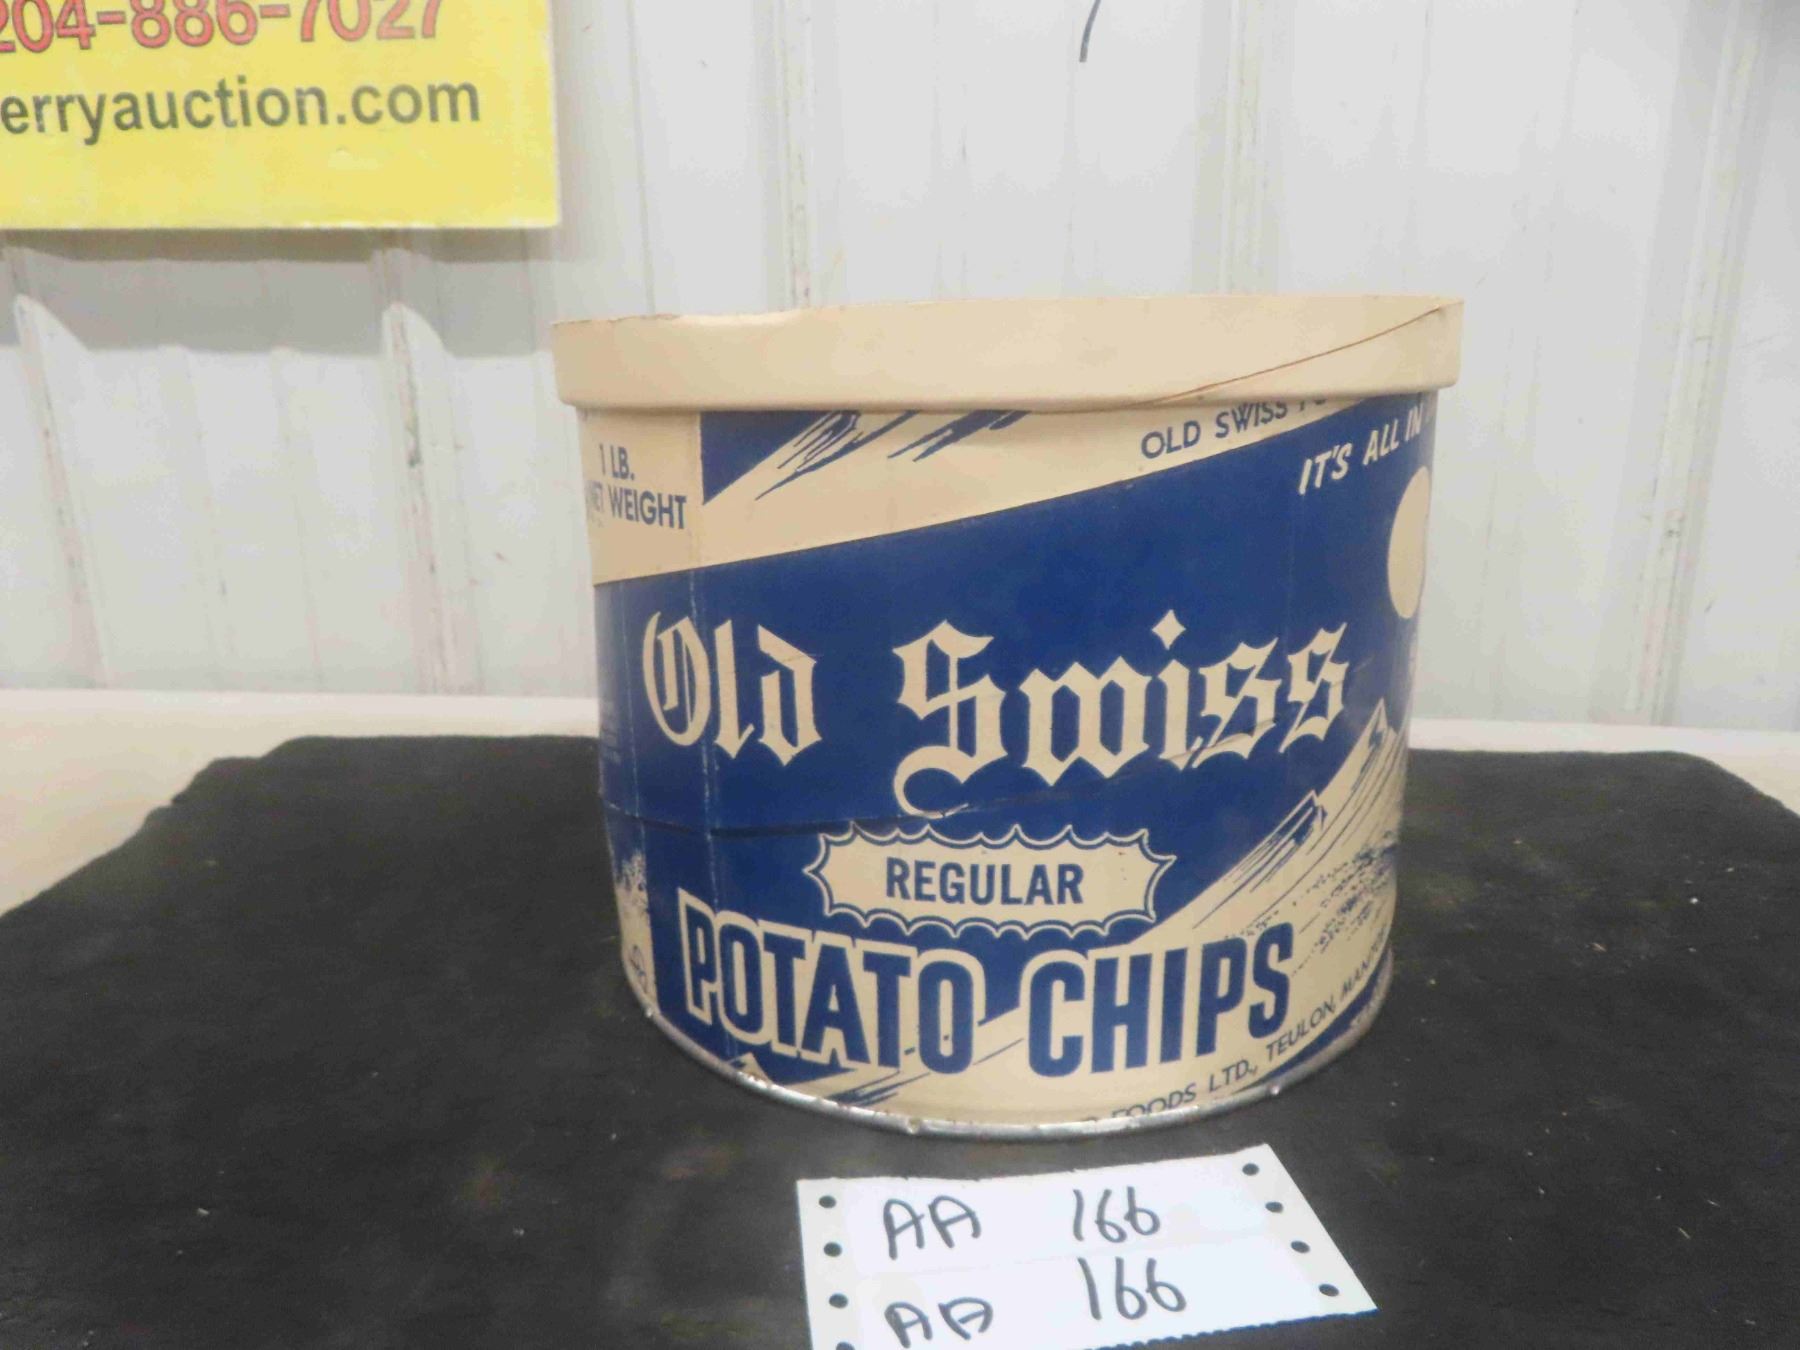 204-886-7027
erryauction.com
OLD SWISS
IT'S ALL IN
1 LB.
NET WEIGHT
Old Swiss
REGULAR
POTATO CHIPS
FOODS LTD., TEULON,
AA 166
AA 166